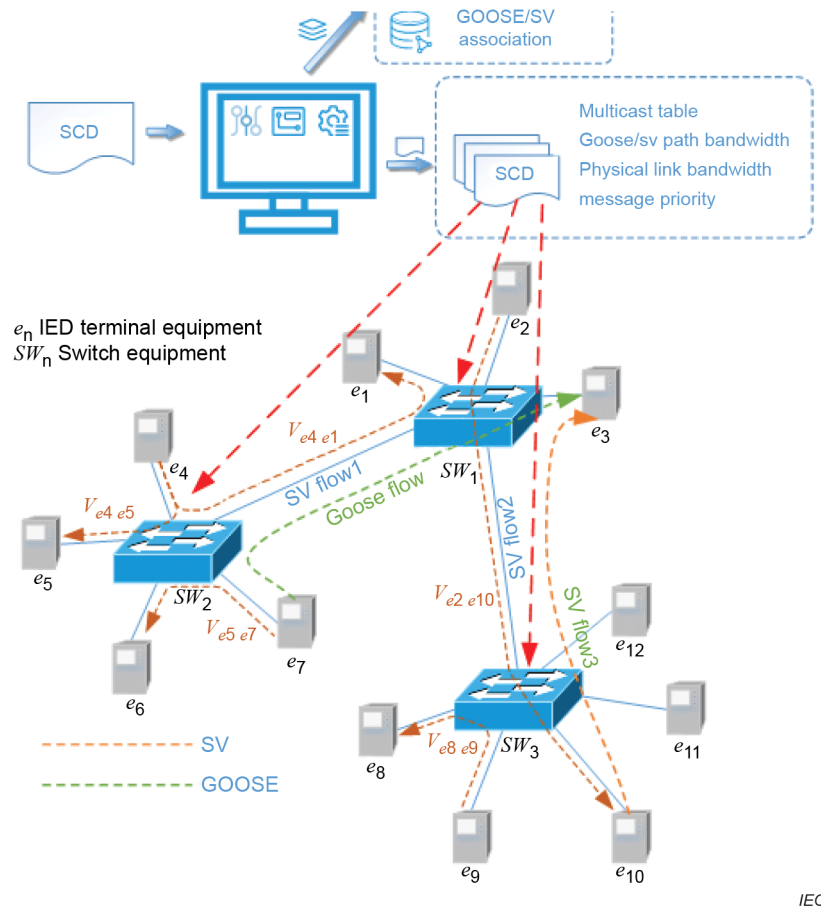 GOOSE/SV
association
SCD
SCD
Multicast table
Goose/sv path bandwidth
Physical link bandwidth
message priority
en IED terminal equipment
SWn Switch equipment
e2
e1
e3
Ve4 e1
SW1
e4
SV flow1
Goose flow
SV flow2
Ve4 e5
e5
SW2
Ve5 e7
e7
Ve2 e10
SV flow3
e12
e6
e8
Ve8 e9
SW3
e11
SV
GOOSE
e9
e10